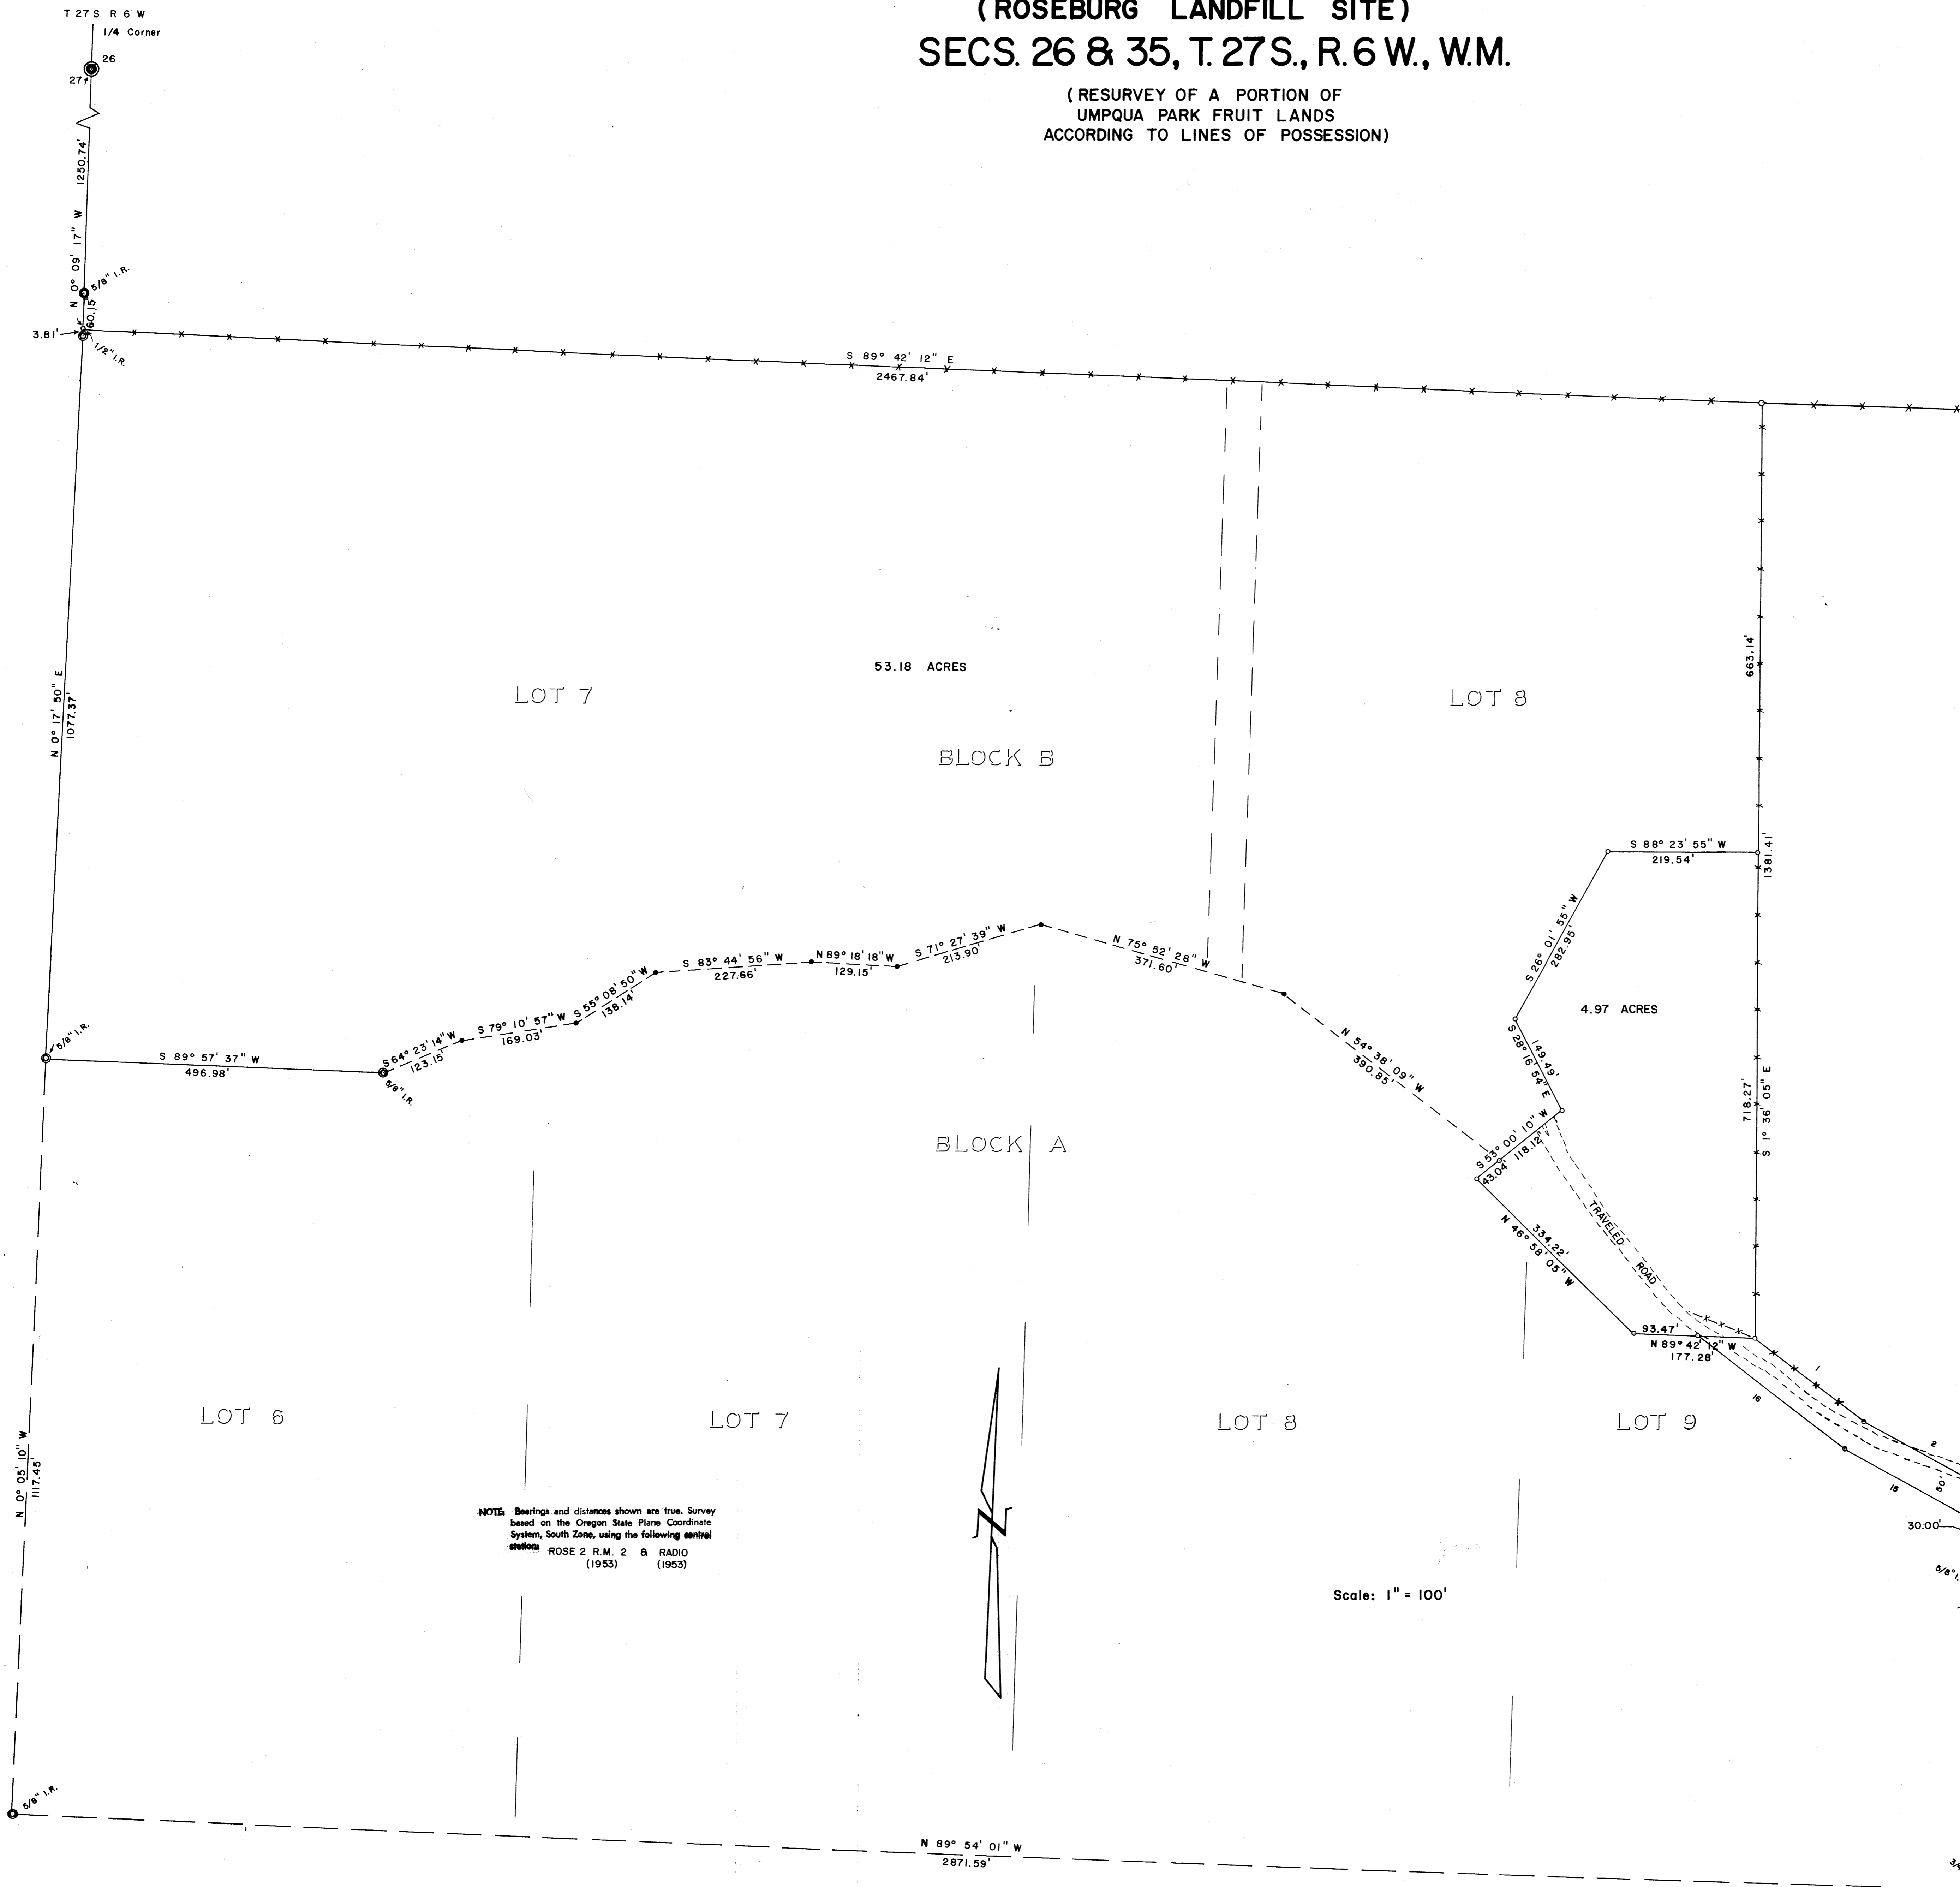 (ROSEBURG LANDFILL SITE)
SECS. 26 & 35, T. 27 S., R. 6 W., W.M.
(RESURVEY OF A PORTION OF
UMPQUA PARK FRUIT LANDS
ACCORDING TO LINES OF POSSESSION)
T 27 S R 6 W
1/4 Corner
26
27
1250.74'
N 0° 09' 17" W
5/8" I.R.
60.15'
3.81'
1/2" I.R.
S 89° 42' 12" E
2467.84'
N 0° 17' 50" E
1077.37'
53.18 ACRES
LOT 7
LOT 8
BLOCK B
663.14'
1381.41'
S 88° 23' 55" W
219.54'
S 26° 01' 55" W
282.95'
4.97 ACRES
149.49'
S 28° 16' 54" E
718.27'
S 1° 36' 05" E
5/8" I.R.
S 89° 57' 37" W
496.98'
5/8" I.R.
S 64° 23' 14" W
123.15'
S 79° 10' 57" W
169.03'
S 55° 08' 50" W
138.14'
S 83° 44' 56" W
227.66'
N 89° 18' 18" W
129.15'
S 71° 27' 39" W
213.90'
N 75° 52' 28" W
371.60'
N 54° 38' 09" W
390.85'
S 53° 00' 10" W
118.12'
43.04'
BLOCK A
334.22'
N 46° 58' 05" W
TRAVELED ROAD
93.47'
N 89° 42' 12" W
177.28'
1
16
2
15
50'
30.00'
LOT 6
LOT 7
LOT 8
LOT 9
N 0° 05' 10" W
1117.45'
NOTE: Bearings and distances shown are true. Survey
based on the Oregon State Plane Coordinate
System, South Zone, using the following control
stations: ROSE 2 R.M. 2 & RADIO
(1953) (1953)
N
Scale: 1" = 100'
5/8" I.
5/8" I.R.
N 89° 54' 01" W
2871.59'